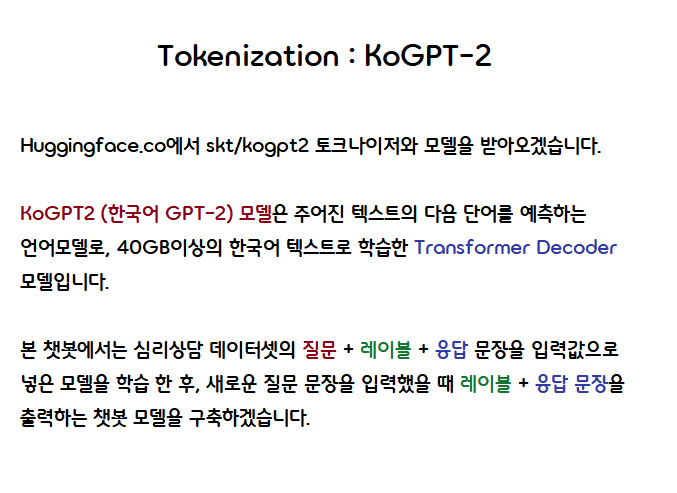 Tokenization : KoGPT-2
Huggingface.co에서 skt/kogpt2 토크나이저와 모델을 받아오겠습니다.
KoGPT2 (한국어 GPT-2) 모델은 주어진 텍스트의 다음 단어를 예측하는
언어모델로, 40GB이상의 한국어 텍스트로 학습한 Transformer Decoder
모델입니다.
본 챗봇에서는 심리상담 데이터셋의 질문 + 레이블 + 응답 문장을 입력값으로
넣은 모델을 학습 한 후, 새로운 질문 문장을 입력했을 때 레이블 + 응답 문장을
출력하는 챗봇 모델을 구축하겠습니다.